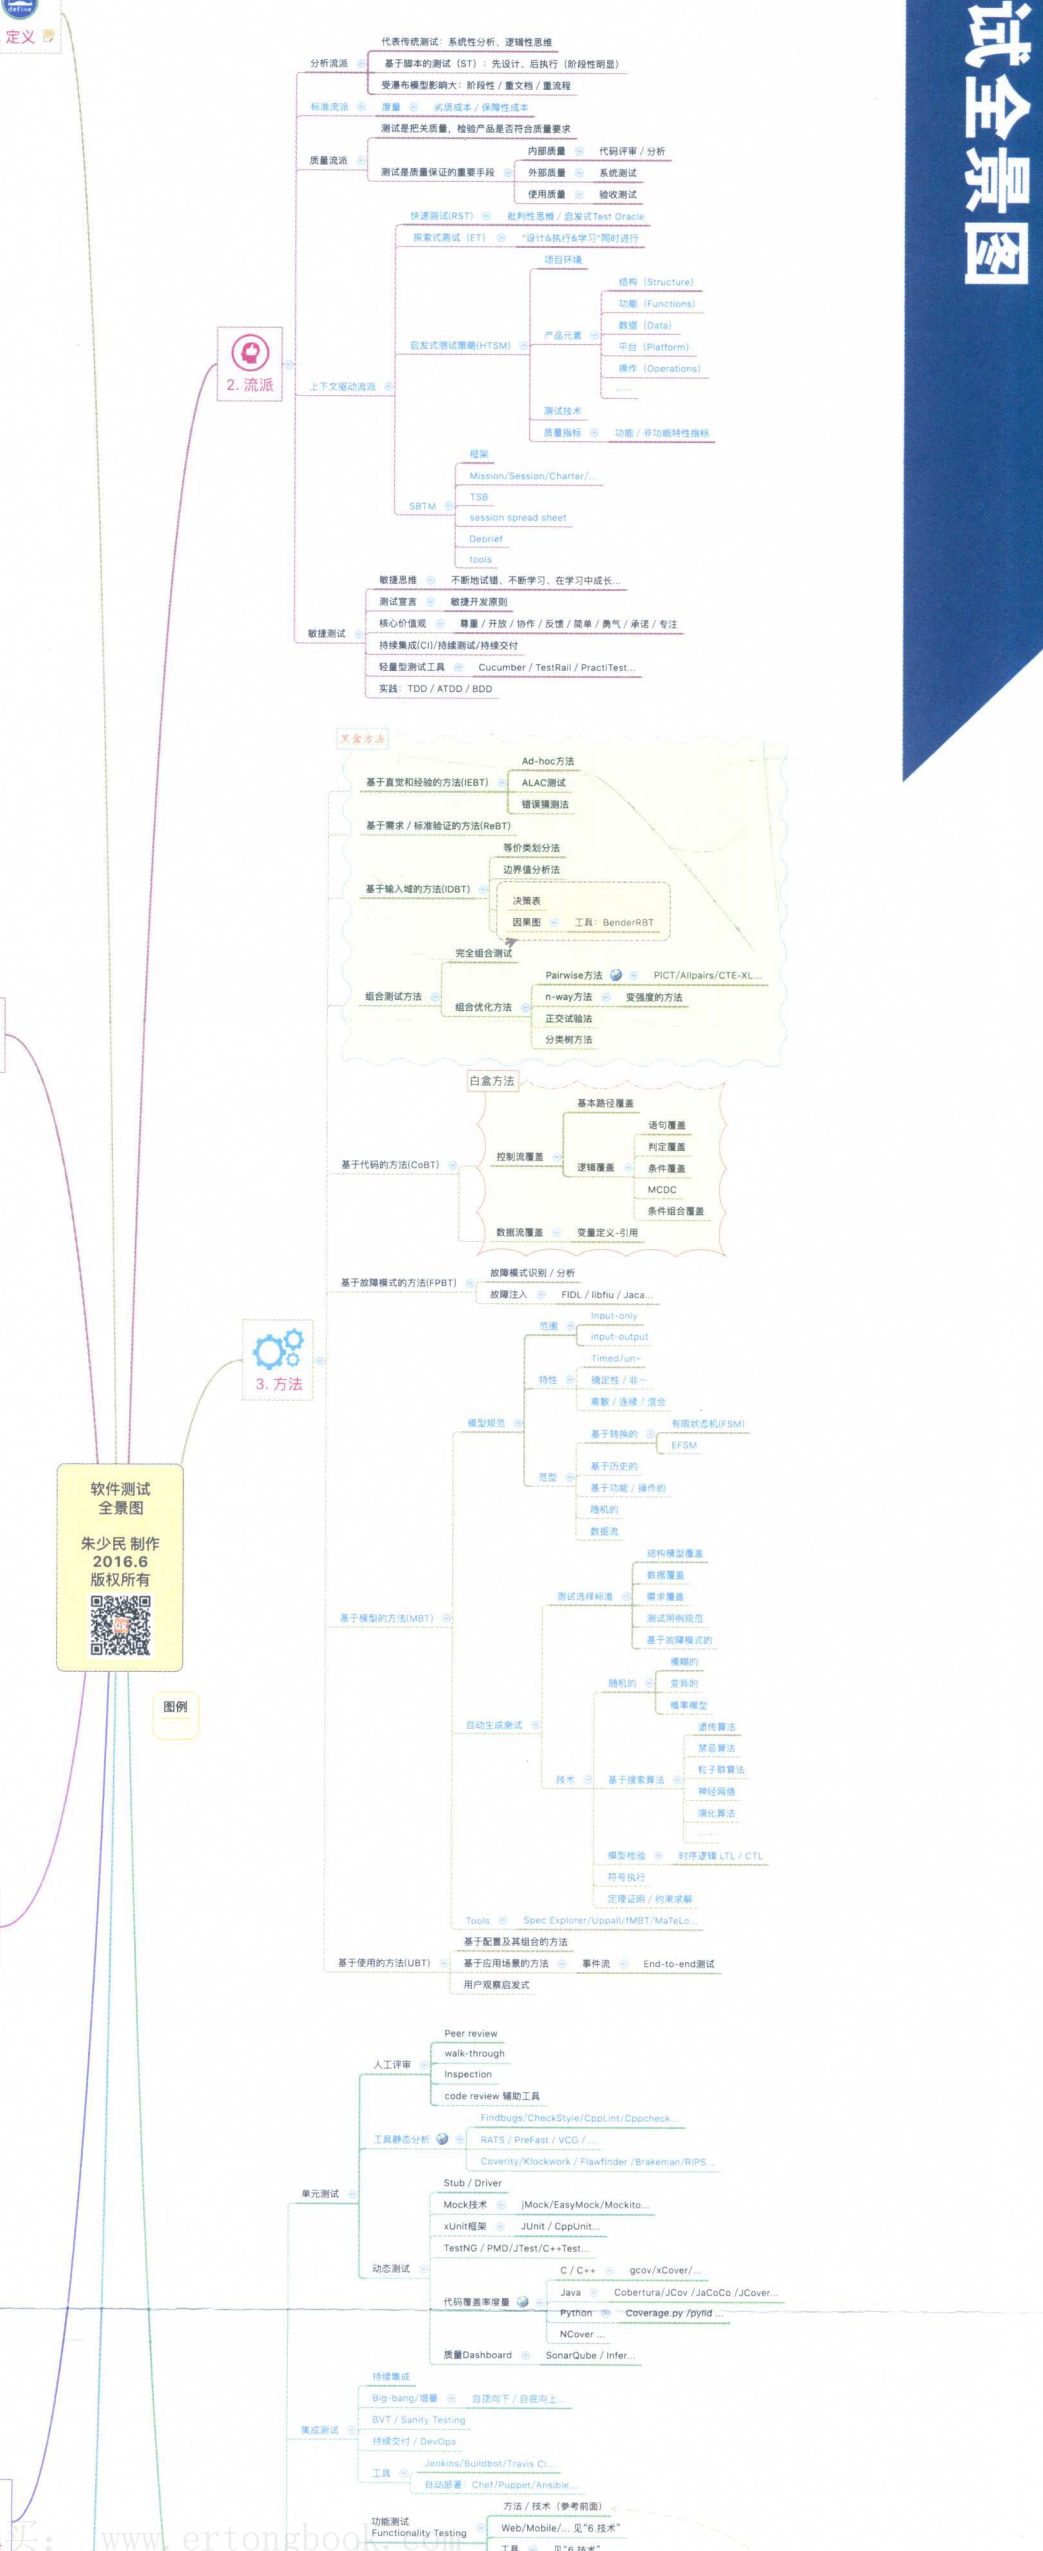 试全景图
define
定义
代表传统测试：系统性分析、逻辑性思维
分析流派
基于脚本的测试（ST）：先设计、后执行（阶段性明显）
受瀑布模型影响大：阶段性 / 重文档 / 重流程
标准流派 度量 劣质成本 / 保障性成本
测试是把关质量，检验产品是否符合质量要求
质量流派
内部质量 代码评审 / 分析
测试是质量保证的重要手段 外部质量 系统测试
使用质量 验收测试
快速测试(RST) 批判性思维 / 启发式Test Oracle
探索式测试（ET） "设计&执行&学习"同时进行
项目环境
结构（Structure）
功能（Functions）
数据（Data）
产品元素
启发式测试策略(HTSM)
平台（Platform）
操作（Operations）
……
2. 流派
上下文驱动流派
测试技术
质量指标 功能 / 非功能特性指标
框架
Mission/Session/Charter/...
TSB
SBTM
session spread sheet
Debrief
tools
敏捷思维 不断地试错、不断学习、在学习中成长...
测试宣言 敏捷开发原则
核心价值观 尊重 / 开放 / 协作 / 反馈 / 简单 / 勇气 / 承诺 / 专注
敏捷测试
持续集成(CI)/持续测试/持续交付
轻量型测试工具 Cucumber / TestRail / PractiTest...
实践：TDD / ATDD / BDD
黑盒方法
Ad-hoc方法
基于直觉和经验的方法(IEBT) ALAC测试
错误猜测法
基于需求 / 标准验证的方法(ReBT)
等价类划分法
边界值分析法
基于输入域的方法(IDBT)
决策表
因果图 工具：BenderRBT
完全组合测试
Pairwise方法 PICT/Allpairs/CTE-XL...
组合测试方法 n-way方法 变强度的方法
组合优化方法
正交试验法
分类树方法
白盒方法
基本路径覆盖
语句覆盖
判定覆盖
控制流覆盖
基于代码的方法(CoBT) 逻辑覆盖 条件覆盖
MCDC
条件组合覆盖
数据流覆盖 变量定义-引用
故障模式识别 / 分析
基于故障模式的方法(FPBT)
故障注入 FIDL / libfiu / Jaca...
Input-only
范围
input-output
Timed/un~
特性 确定性 / 非～
离散 / 连续 / 混合
3. 方法
模型规范
有限状态机(FSM)
基于转换的
EFSM
基于历史的
范型
基于功能 / 操作的
随机的
数据流
软件测试
全景图
朱少民 制作
2016.6
版权所有
结构模型覆盖
数据覆盖
测试选择标准 需求覆盖
测试用例规范
基于故障模式的
基于模型的方法(MBT)
模糊的
随机的 变异的
概率模型
图例
自动生成测试
遗传算法
禁忌算法
粒子群算法
技术 基于搜索算法
神经网络
演化算法
……
模型检验 时序逻辑 LTL / CTL
符号执行
定理证明 / 约束求解
Tools Spec Explorer/Uppall/fMBT/MaTeLo...
基于配置及其组合的方法
基于使用的方法(UBT) 基于应用场景的方法 事件流 End-to-end测试
用户观察启发式
Peer review
walk-through
人工评审
Inspection
code review 辅助工具
Findbugs/CheckStyle/CppLint/Cppcheck...
工具静态分析 RATS / PreFast / VCG / ...
Coverity/Klockwork / Flawfinder /Brakeman/RIPS...
单元测试
Stub / Driver
Mock技术 jMock/EasyMock/Mockito...
xUnit框架 JUnit / CppUnit...
TestNG / PMD/JTest/C++Test...
动态测试
C / C++ gcov/xCover/...
Java Cobertura/JCov /JaCoCo /JCover...
代码覆盖率度量
Python Coverage.py /pyfld ...
NCover ...
质量Dashboard SonarQube / Infer...
持续集成
Big-bang/增量 自顶向下 / 自底向上...
BVT / Sanity Testing
集成测试
持续交付 / DevOps
Jenkins/Buildbot/Travis CI...
工具
自动部署：Chef/Puppet/Ansible...
方法 / 技术（参考前面）
功能测试
Functionality Testing
Web/Mobile/... 见"6.技术"
工具 见"6.技术"
买： www.ertongbook.com